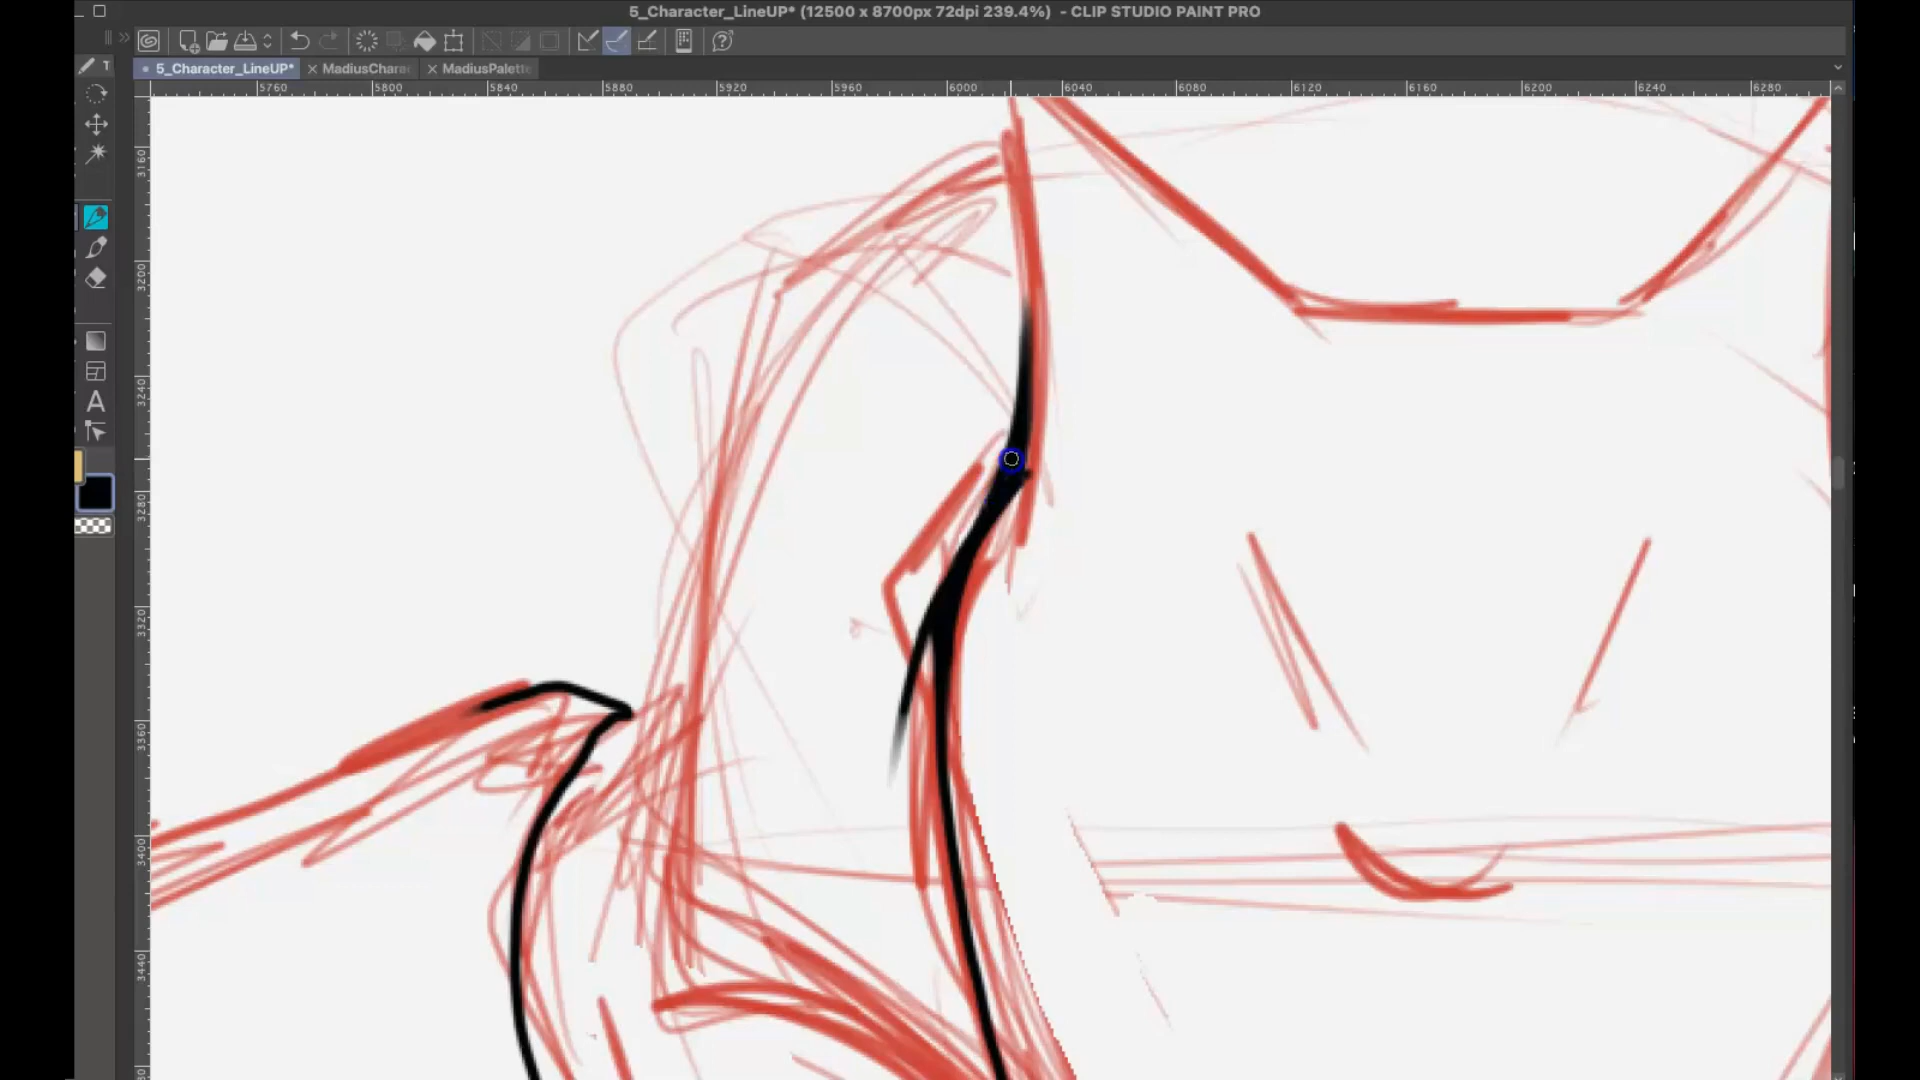 5_Character_LineUP* (12500 x 8700px 72dpi 239.4%) - CLIP STUDIO PAINT PRO
5_Character_LineUP* MadiusChara MadiusPalette
T
5760 5800 5840 5880 5920 5960 6000 6040 6080 6120 6160 6200 6240 6280
3160
3200
3240
3280
3320
3360
3400
3440
A